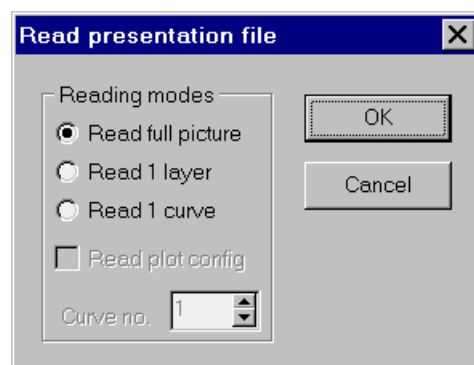 Read presentation file
Reading modes
Read full picture
Read 1 layer
Read 1 curve
Read plot config
Curve no. 1
OK
Cancel